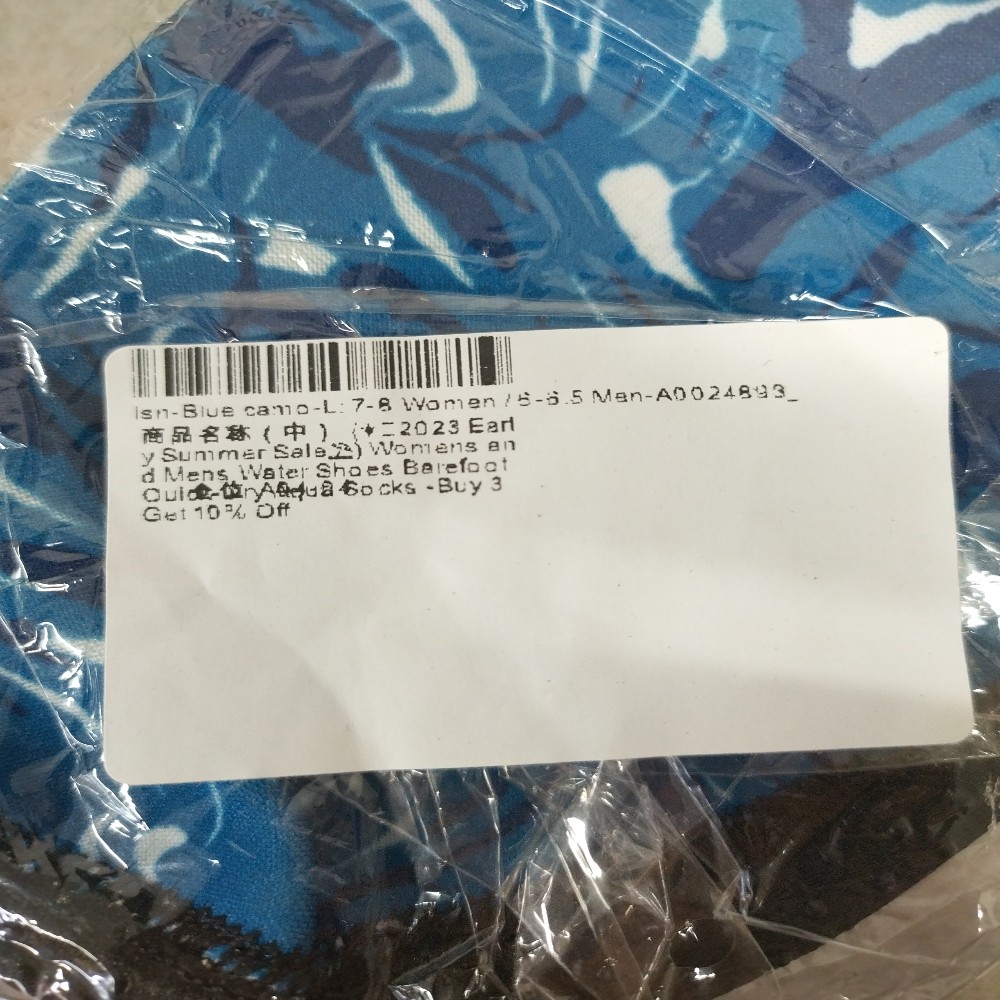 lsn-Blue camo-L: 7-8 Women / 6-6.5 Men-A0024893_
商品名称 ( 中 ) ( 2023 Earl
y Summer Sale ) Womens an
d Mens Water Shoes Barefoot
Aqua Socks -Buy 3
Get 10% Off